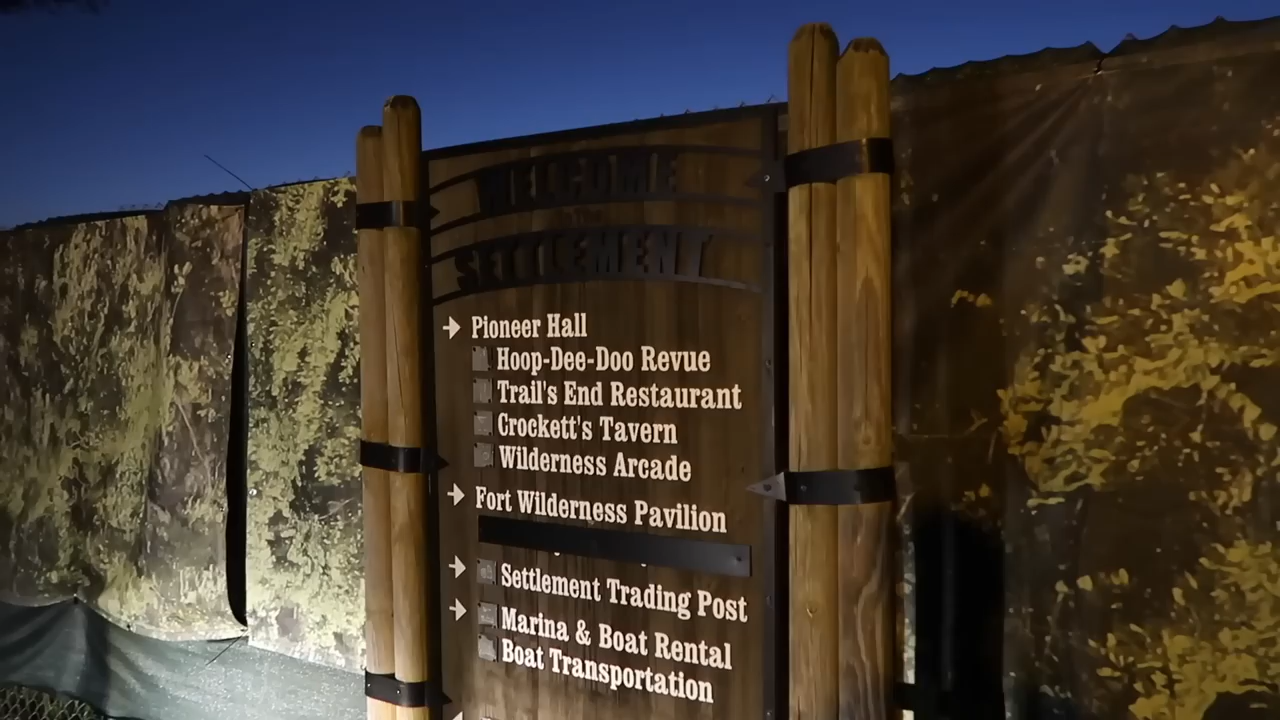 WELCOME
SETTLEMENT
Pioneer Hall
Hoop-Dee-Doo Revue
Trail's End Restaurant
Crockett's Tavern
Wilderness Arcade
Fort Wilderness Pavilion
Settlement Trading Post
Marina & Boat Rental
Boat Transportation